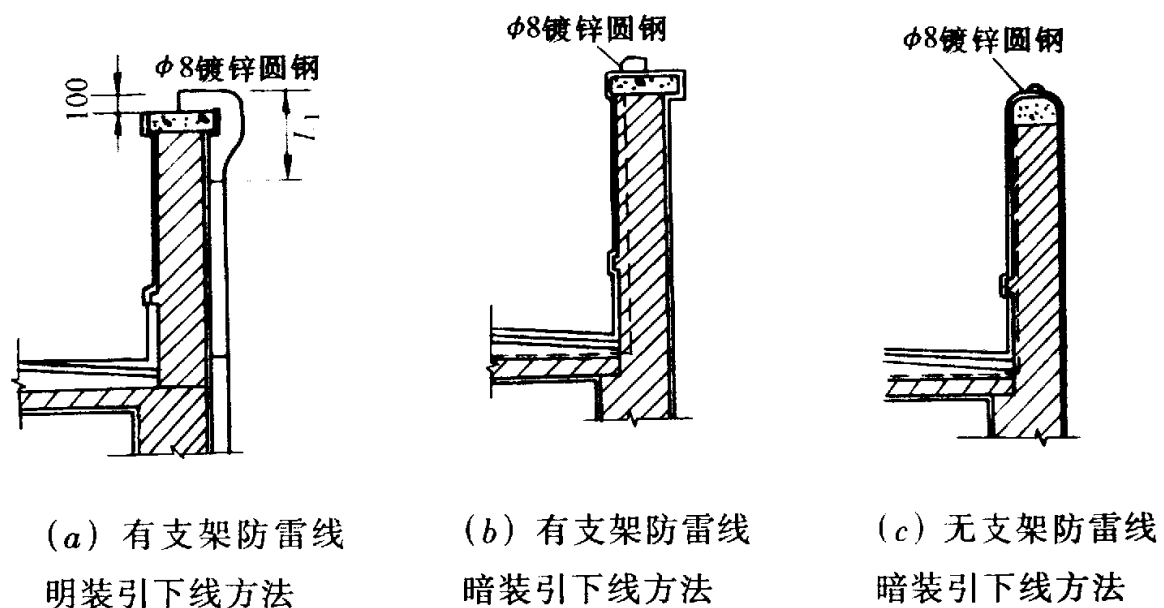 φ8镀锌圆钢
φ8镀锌圆钢
φ8镀锌圆钢
100
L1
(a) 有支架防雷线
明装引下线方法
(b) 有支架防雷线
暗装引下线方法
(c) 无支架防雷线
暗装引下线方法